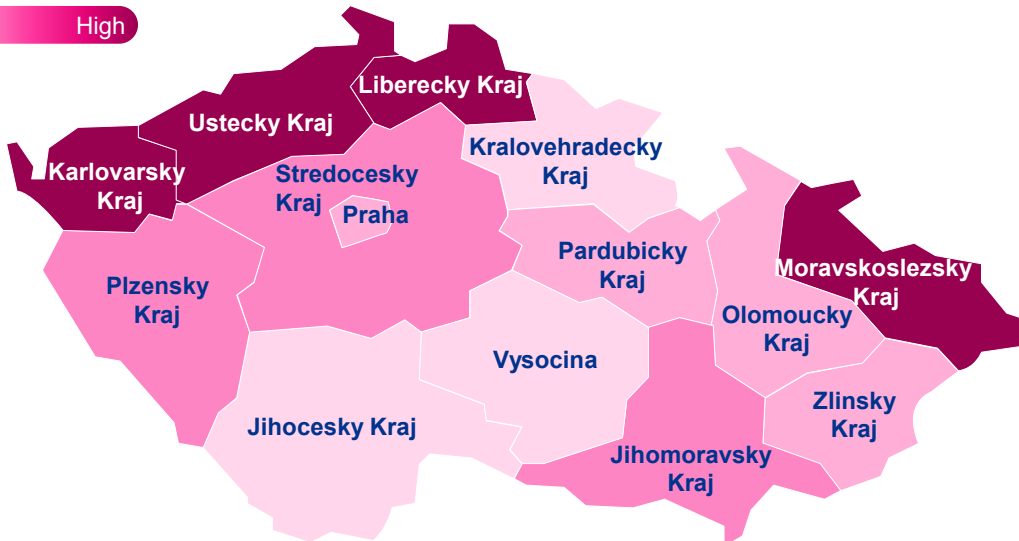 High
Liberecky Kraj
Ustecky Kraj
Karlovarsky
Kraj
Stredocesky
Kraj
Praha
Kralovehradecky
Kraj
Pardubicky
Kraj
Moravskoslezsky
Kraj
Plzensky
Kraj
Olomoucky
Kraj
Vysocina
Zlinsky
Kraj
Jihocesky Kraj
Jihomoravsky
Kraj